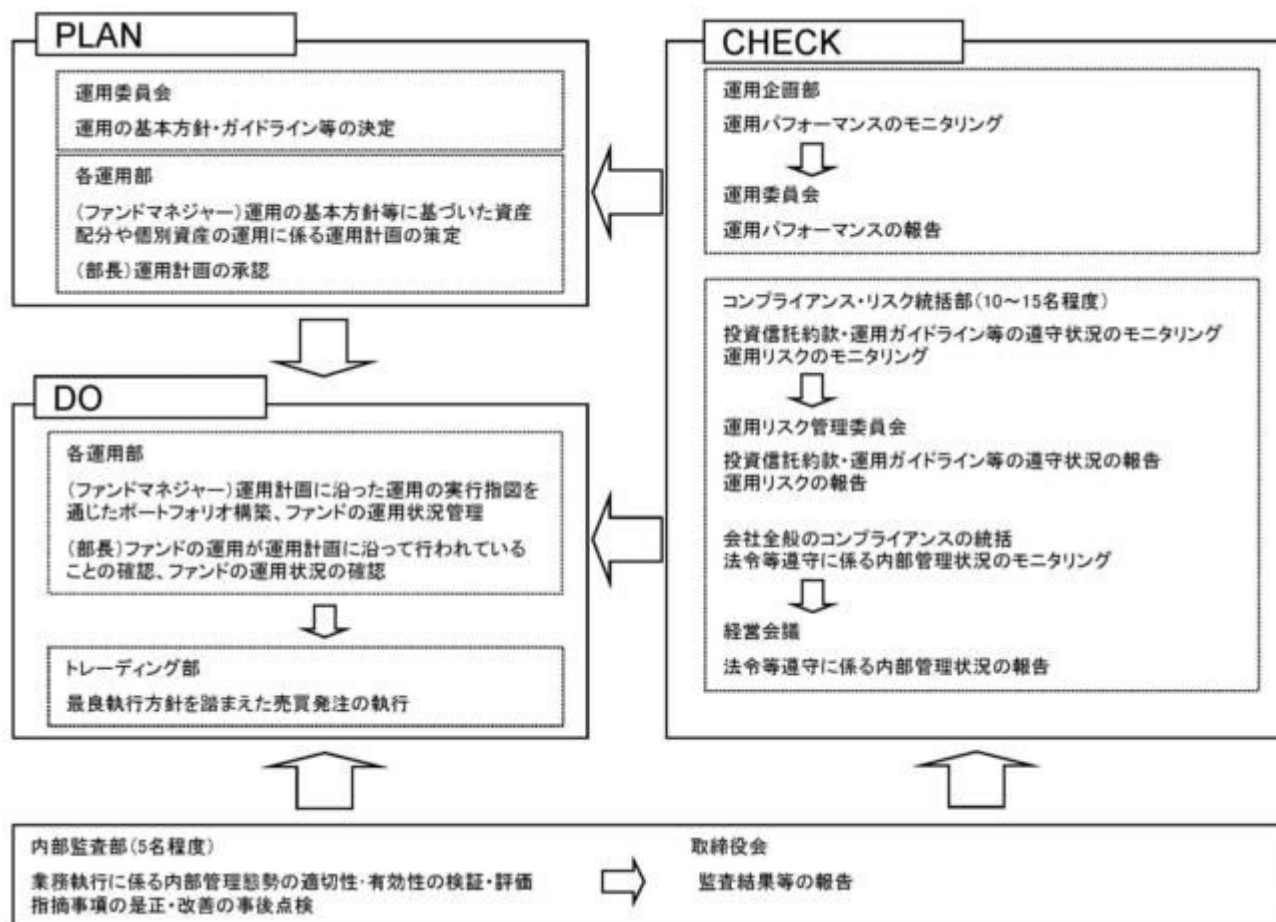 PLAN
運用委員会
運用の基本方針・ガイドライン等の決定
各運用部
(ファンドマネジャー)運用の基本方針等に基づいた資産
配分や個別資産の運用に係る運用計画の策定
(部長)運用計画の承認
DO
各運用部
(ファンドマネジャー)運用計画に沿った運用の実行指図を
通じたポートフォリオ構築、ファンドの運用状況管理
(部長)ファンドの運用が運用計画に沿って行われている
ことの確認、ファンドの運用状況の確認
トレーディング部
最良執行方針を踏まえた売買発注の執行
CHECK
運用企画部
運用パフォーマンスのモニタリング
運用委員会
運用パフォーマンスの報告
コンプライアンス・リスク統括部(10～15名程度)
投資信託約款・運用ガイドライン等の遵守状況のモニタリング
運用リスクのモニタリング
運用リスク管理委員会
投資信託約款・運用ガイドライン等の遵守状況の報告
運用リスクの報告
会社全般のコンプライアンスの統括
法令等遵守に係る内部管理状況のモニタリング
経営会議
法令等遵守に係る内部管理状況の報告
内部監査部(5名程度)
業務執行に係る内部管理態勢の適切性・有効性の検証・評価
指摘事項の是正・改善の事後点検
取締役会
監査結果等の報告